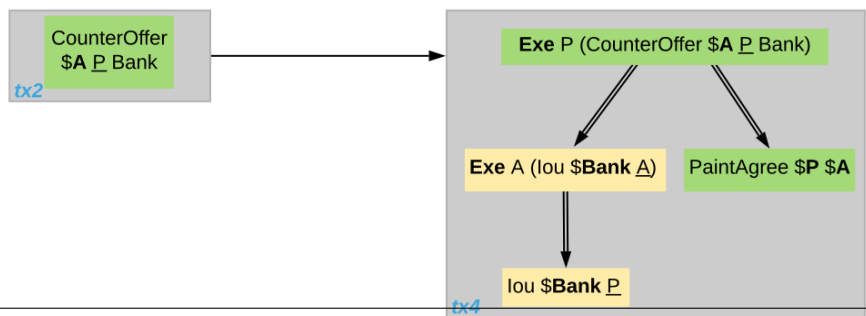 CounterOffer
$A P Bank
tx2
Exe P (CounterOffer $A P Bank)
Exe A (Iou $Bank A)
PaintAgree $P $A
Iou $Bank P
tx4